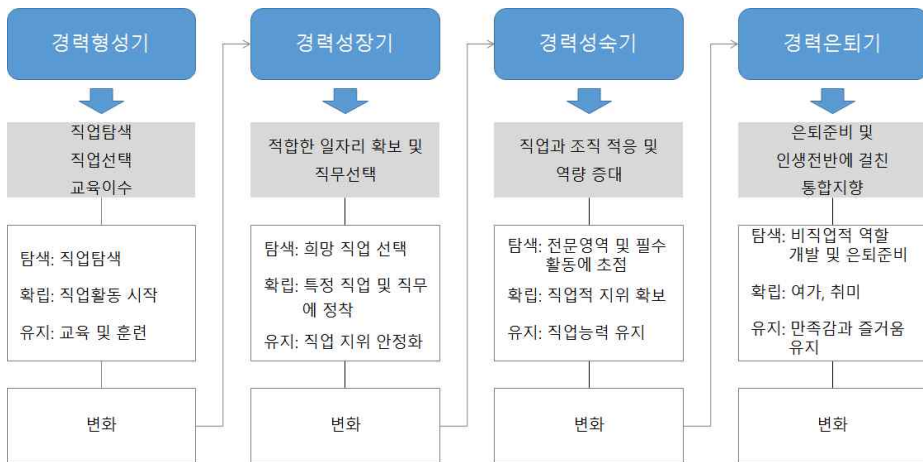 경력형성기
직업탐색
직업선택
교육이수
탐색: 직업탐색
확립: 직업활동 시작
유지: 교육 및 훈련
변화
경력성장기
적합한 일자리 확보 및
직무선택
탐색: 희망 직업 선택
확립: 특정 직업 및 직무
에 정착
유지: 직업 지위 안정화
변화
경력성숙기
직업과 조직 적응 및
역량 증대
탐색: 전문영역 및 필수
활동에 초점
확립: 직업적 지위 확보
유지: 직업능력 유지
변화
경력은퇴기
은퇴준비 및
인생전반에 걸친
통합지향
탐색: 비직업적 역할
개발 및 은퇴준비
확립: 여가, 취미
유지: 만족감과 즐거움
유지
변화